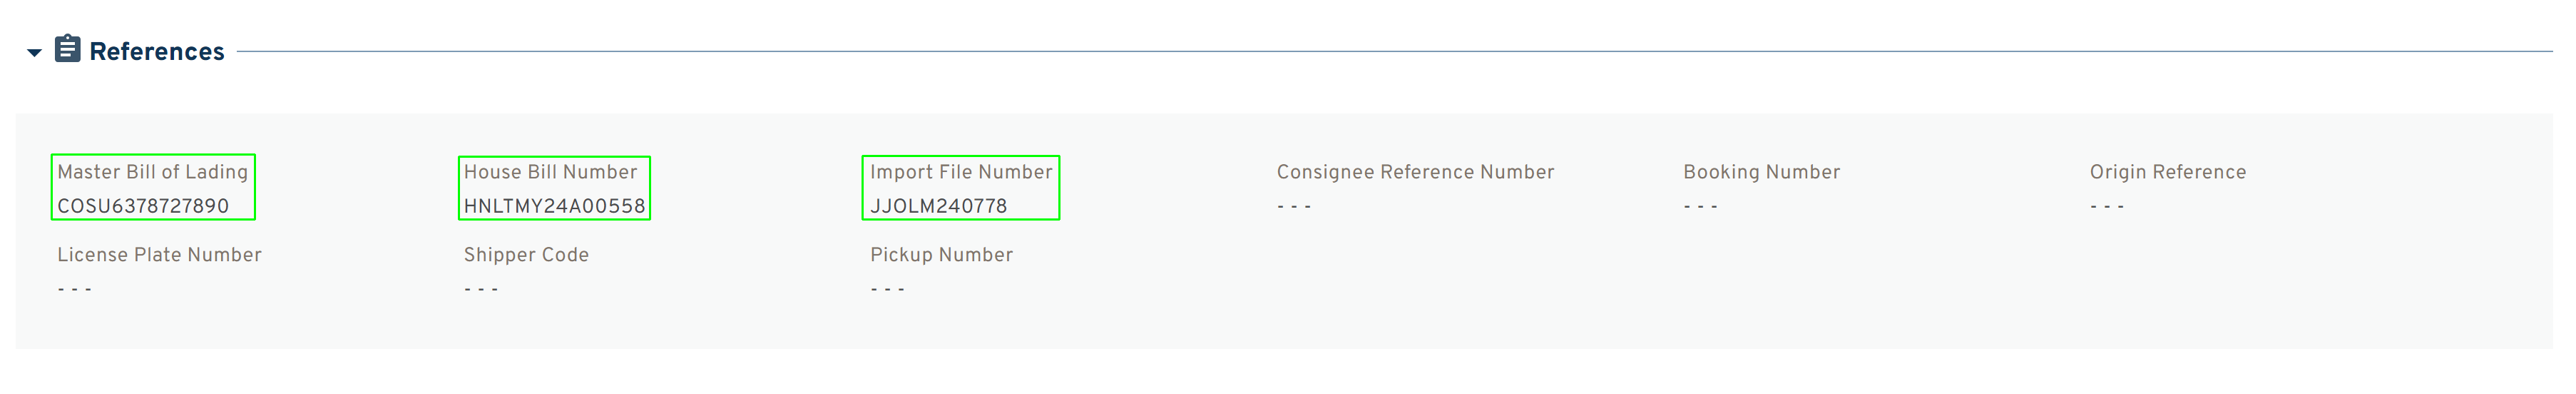 References
Master Bill of Lading
COSU6378727890
House Bill Number
HNLTMY24A00558
Import File Number
JJOLM240778
Consignee Reference Number
- - -
Booking Number
- - -
Origin Reference
- - -
License Plate Number
- - -
Shipper Code
- - -
Pickup Number
- - -